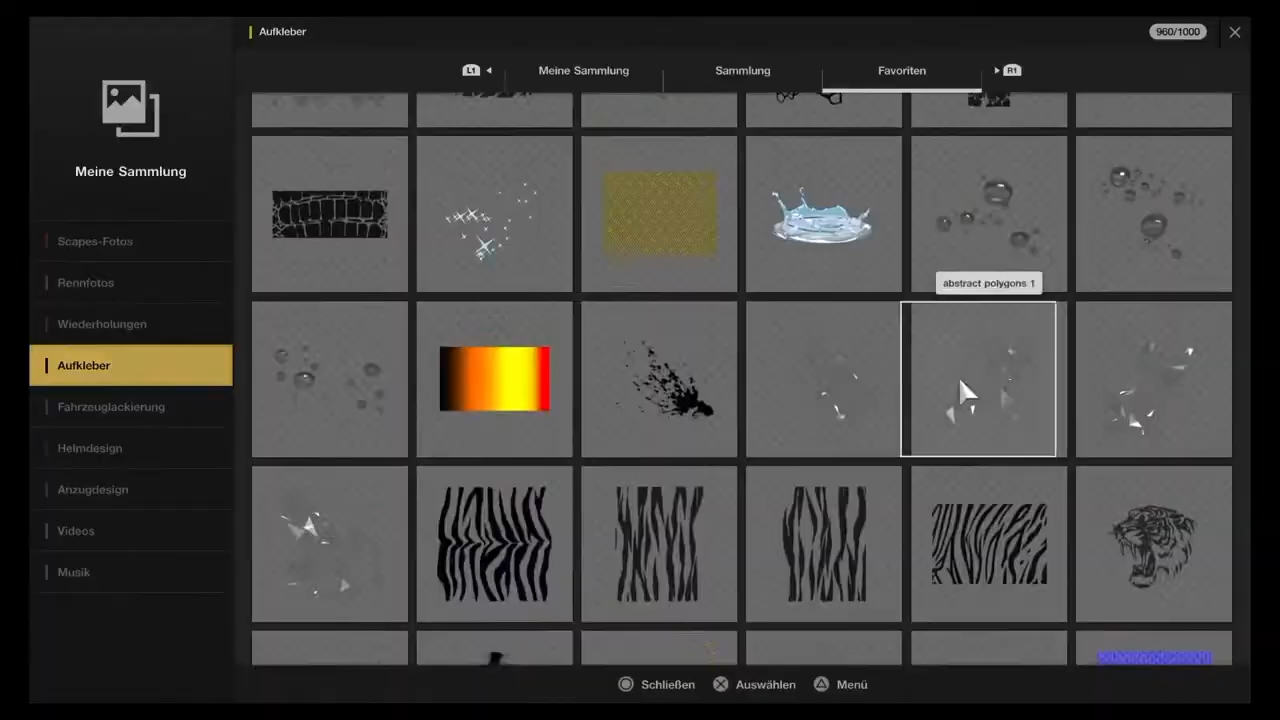 Aufkleber
960/1000
L1
Meine Sammlung
Sammlung
Favoriten
R1
Meine Sammlung
Scapes-Fotos
Rennfotos
Wiederholungen
Aufkleber
Fahrzeuglackierung
Helmdesign
Anzugdesign
Videos
Musik
abstract polygons 1
Schließen
Auswählen
Menü